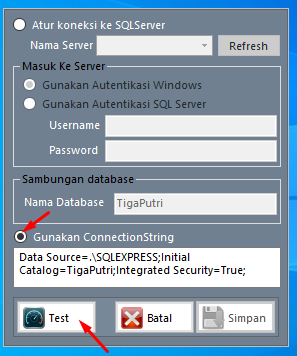 Atur koneksi ke SQLServer
Nama Server Refresh
Masuk Ke Server
Gunakan Autentikasi Windows
Gunakan Autentikasi SQL Server
Username
Password
Sambungan database
Nama Database TigaPutri
Gunakan ConnectionString
Data Source=.\SQLEXPRESS;Initial
Catalog=TigaPutri;Integrated Security=True;
Test Batal Simpan